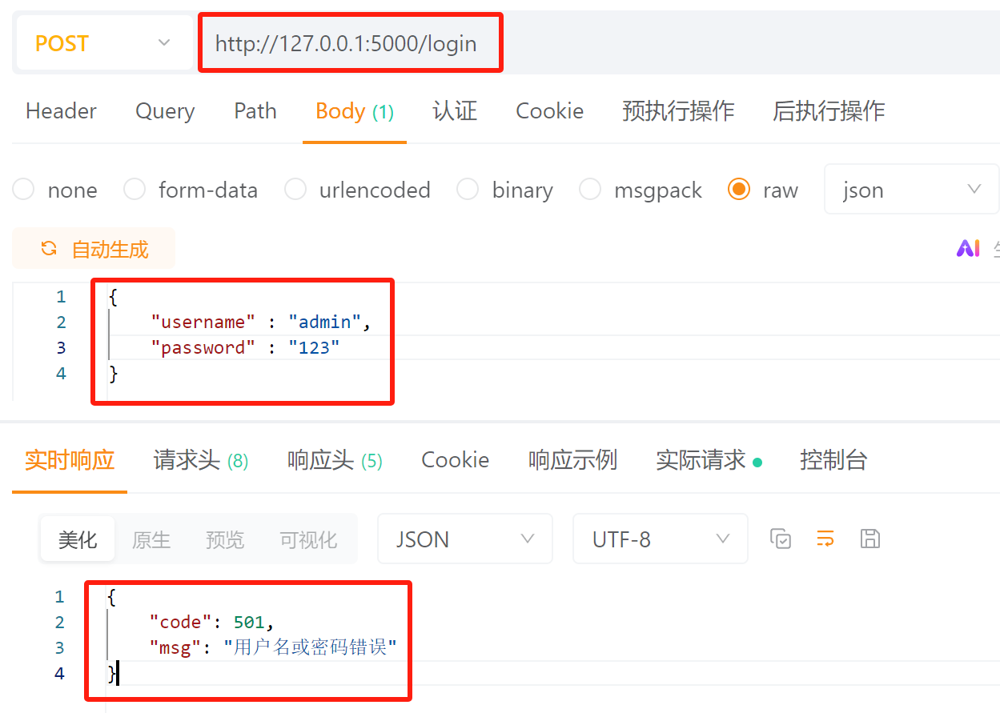 POST http://127.0.0.1:5000/login
Header Query Path Body (1) 认证 Cookie 预执行操作 后执行操作
none form-data urlencoded binary msgpack raw json
自动生成 AI
1 {
2 "username" : "admin",
3 "password" : "123"
4 }
实时响应 请求头 (8) 响应头 (5) Cookie 响应示例 实际请求 控制台
美化 原生 预览 可视化 JSON UTF-8
1 {
2 "code": 501,
3 "msg": "用户名或密码错误"
4 }